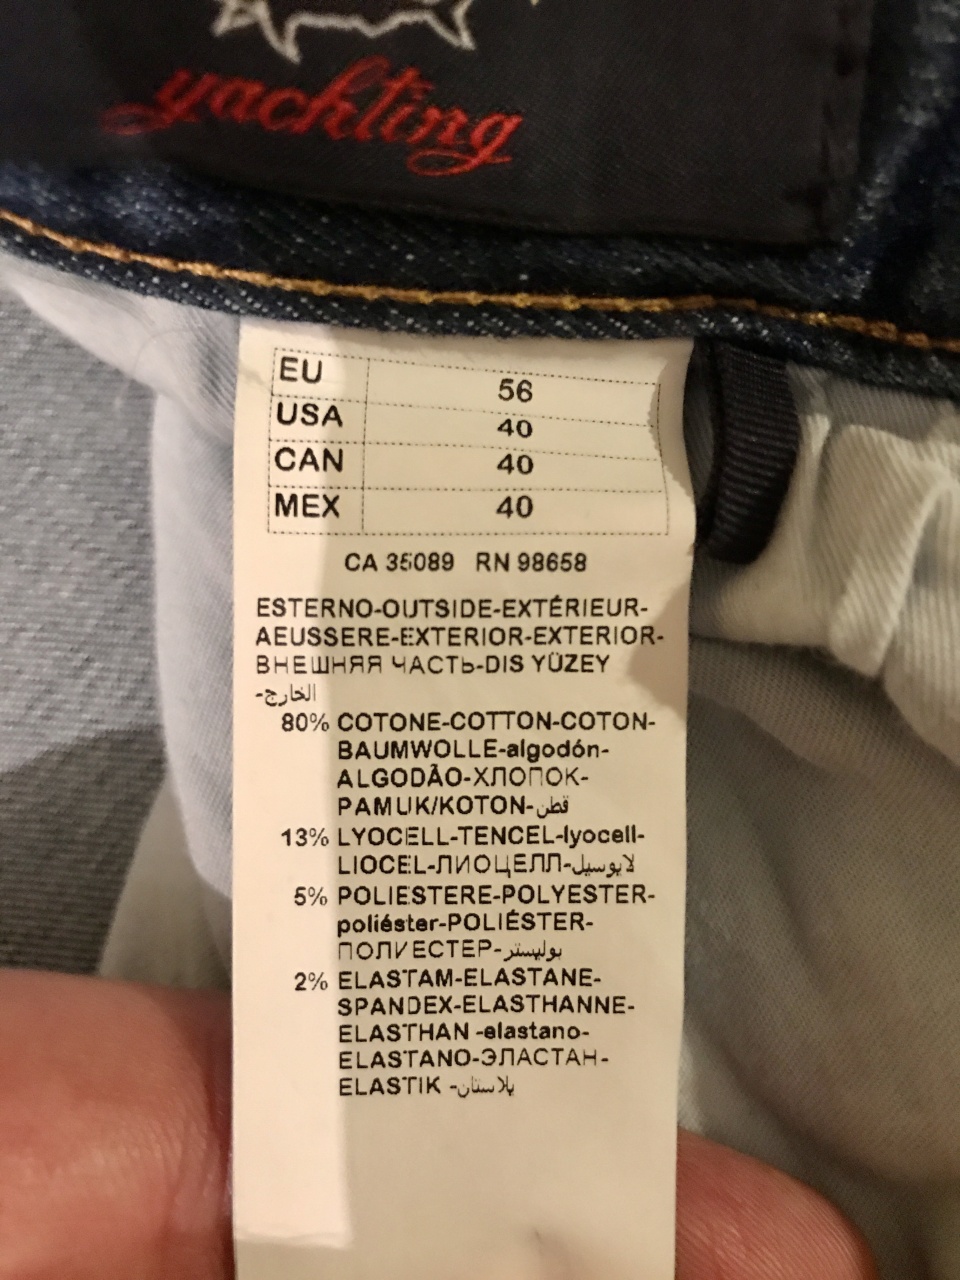 yachting
EU 56
USA 40
CAN 40
MEX 40
CA 35089 RN 98658
ESTERNO-OUTSIDE-EXTÉRIEUR-
AEUSSERE-EXTERIOR-EXTERIOR-
ВНЕШНЯЯ ЧАСТЬ-DIS YÜZEY
-الخارج
80% COTONE-COTTON-COTON-
BAUMWOLLE-algodón-
ALGODÃO-ХЛОПОК-
PAMUK/KOTON-قطن
13% LYOCELL-TENCEL-lyocell-
LIOCEL-ЛИОЦЕЛЛ-لايوسيل
5% POLIESTERE-POLYESTER-
poliéster-POLIÉSTER-
ПОЛИЕСТЕР-بوليستر
2% ELASTAM-ELASTANE-
SPANDEX-ELASTHANNE-
ELASTHAN -elastano-
ELASTANO-ЭЛАСТАН-
ELASTIK -يلاستان